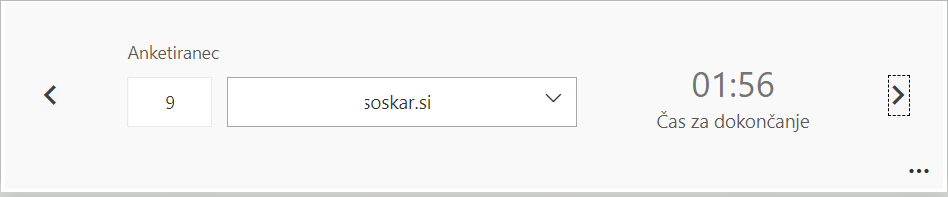 Anketiranec
9
soskar.si
01:56
Čas za dokončanje